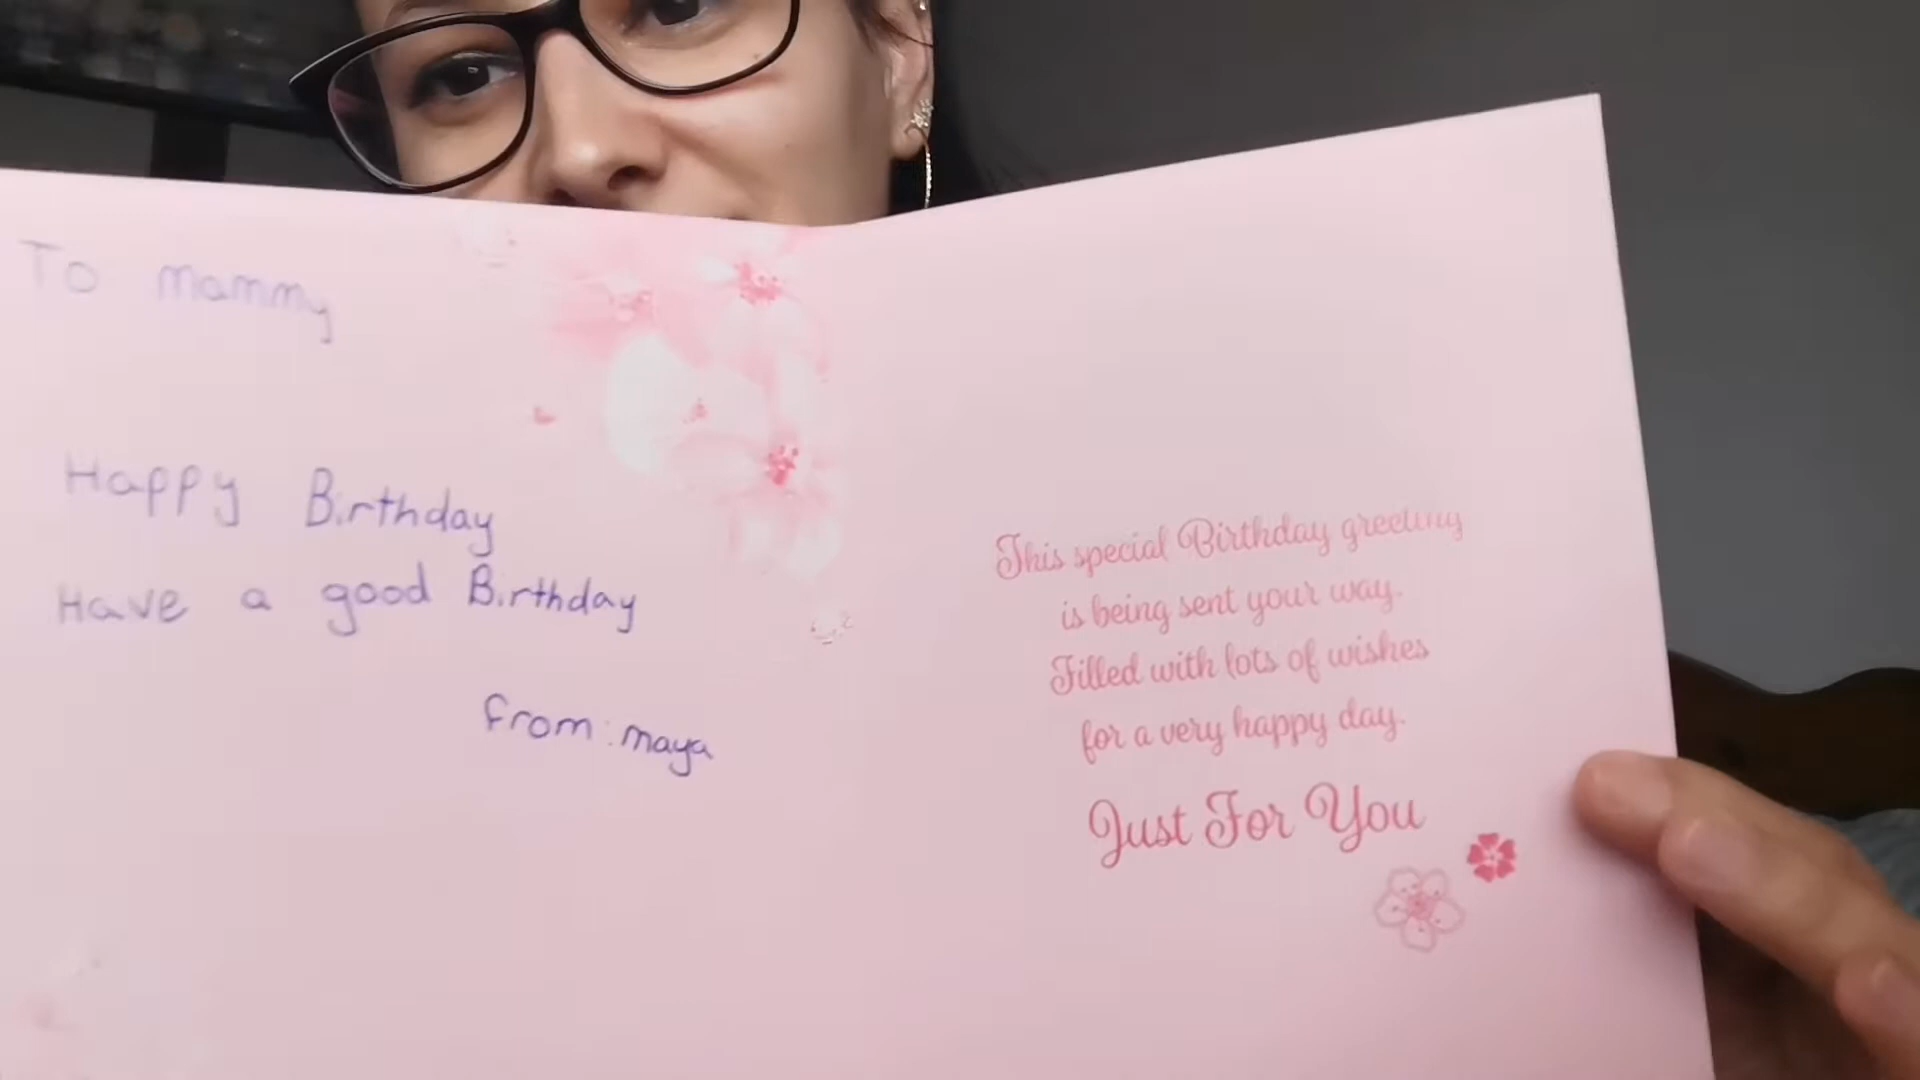 To mammy
Happy Birthday
Have a good Birthday
from: maya
This special Birthday greeting
is being sent your way.
Filled with lots of wishes
for a very happy day.
Just For You